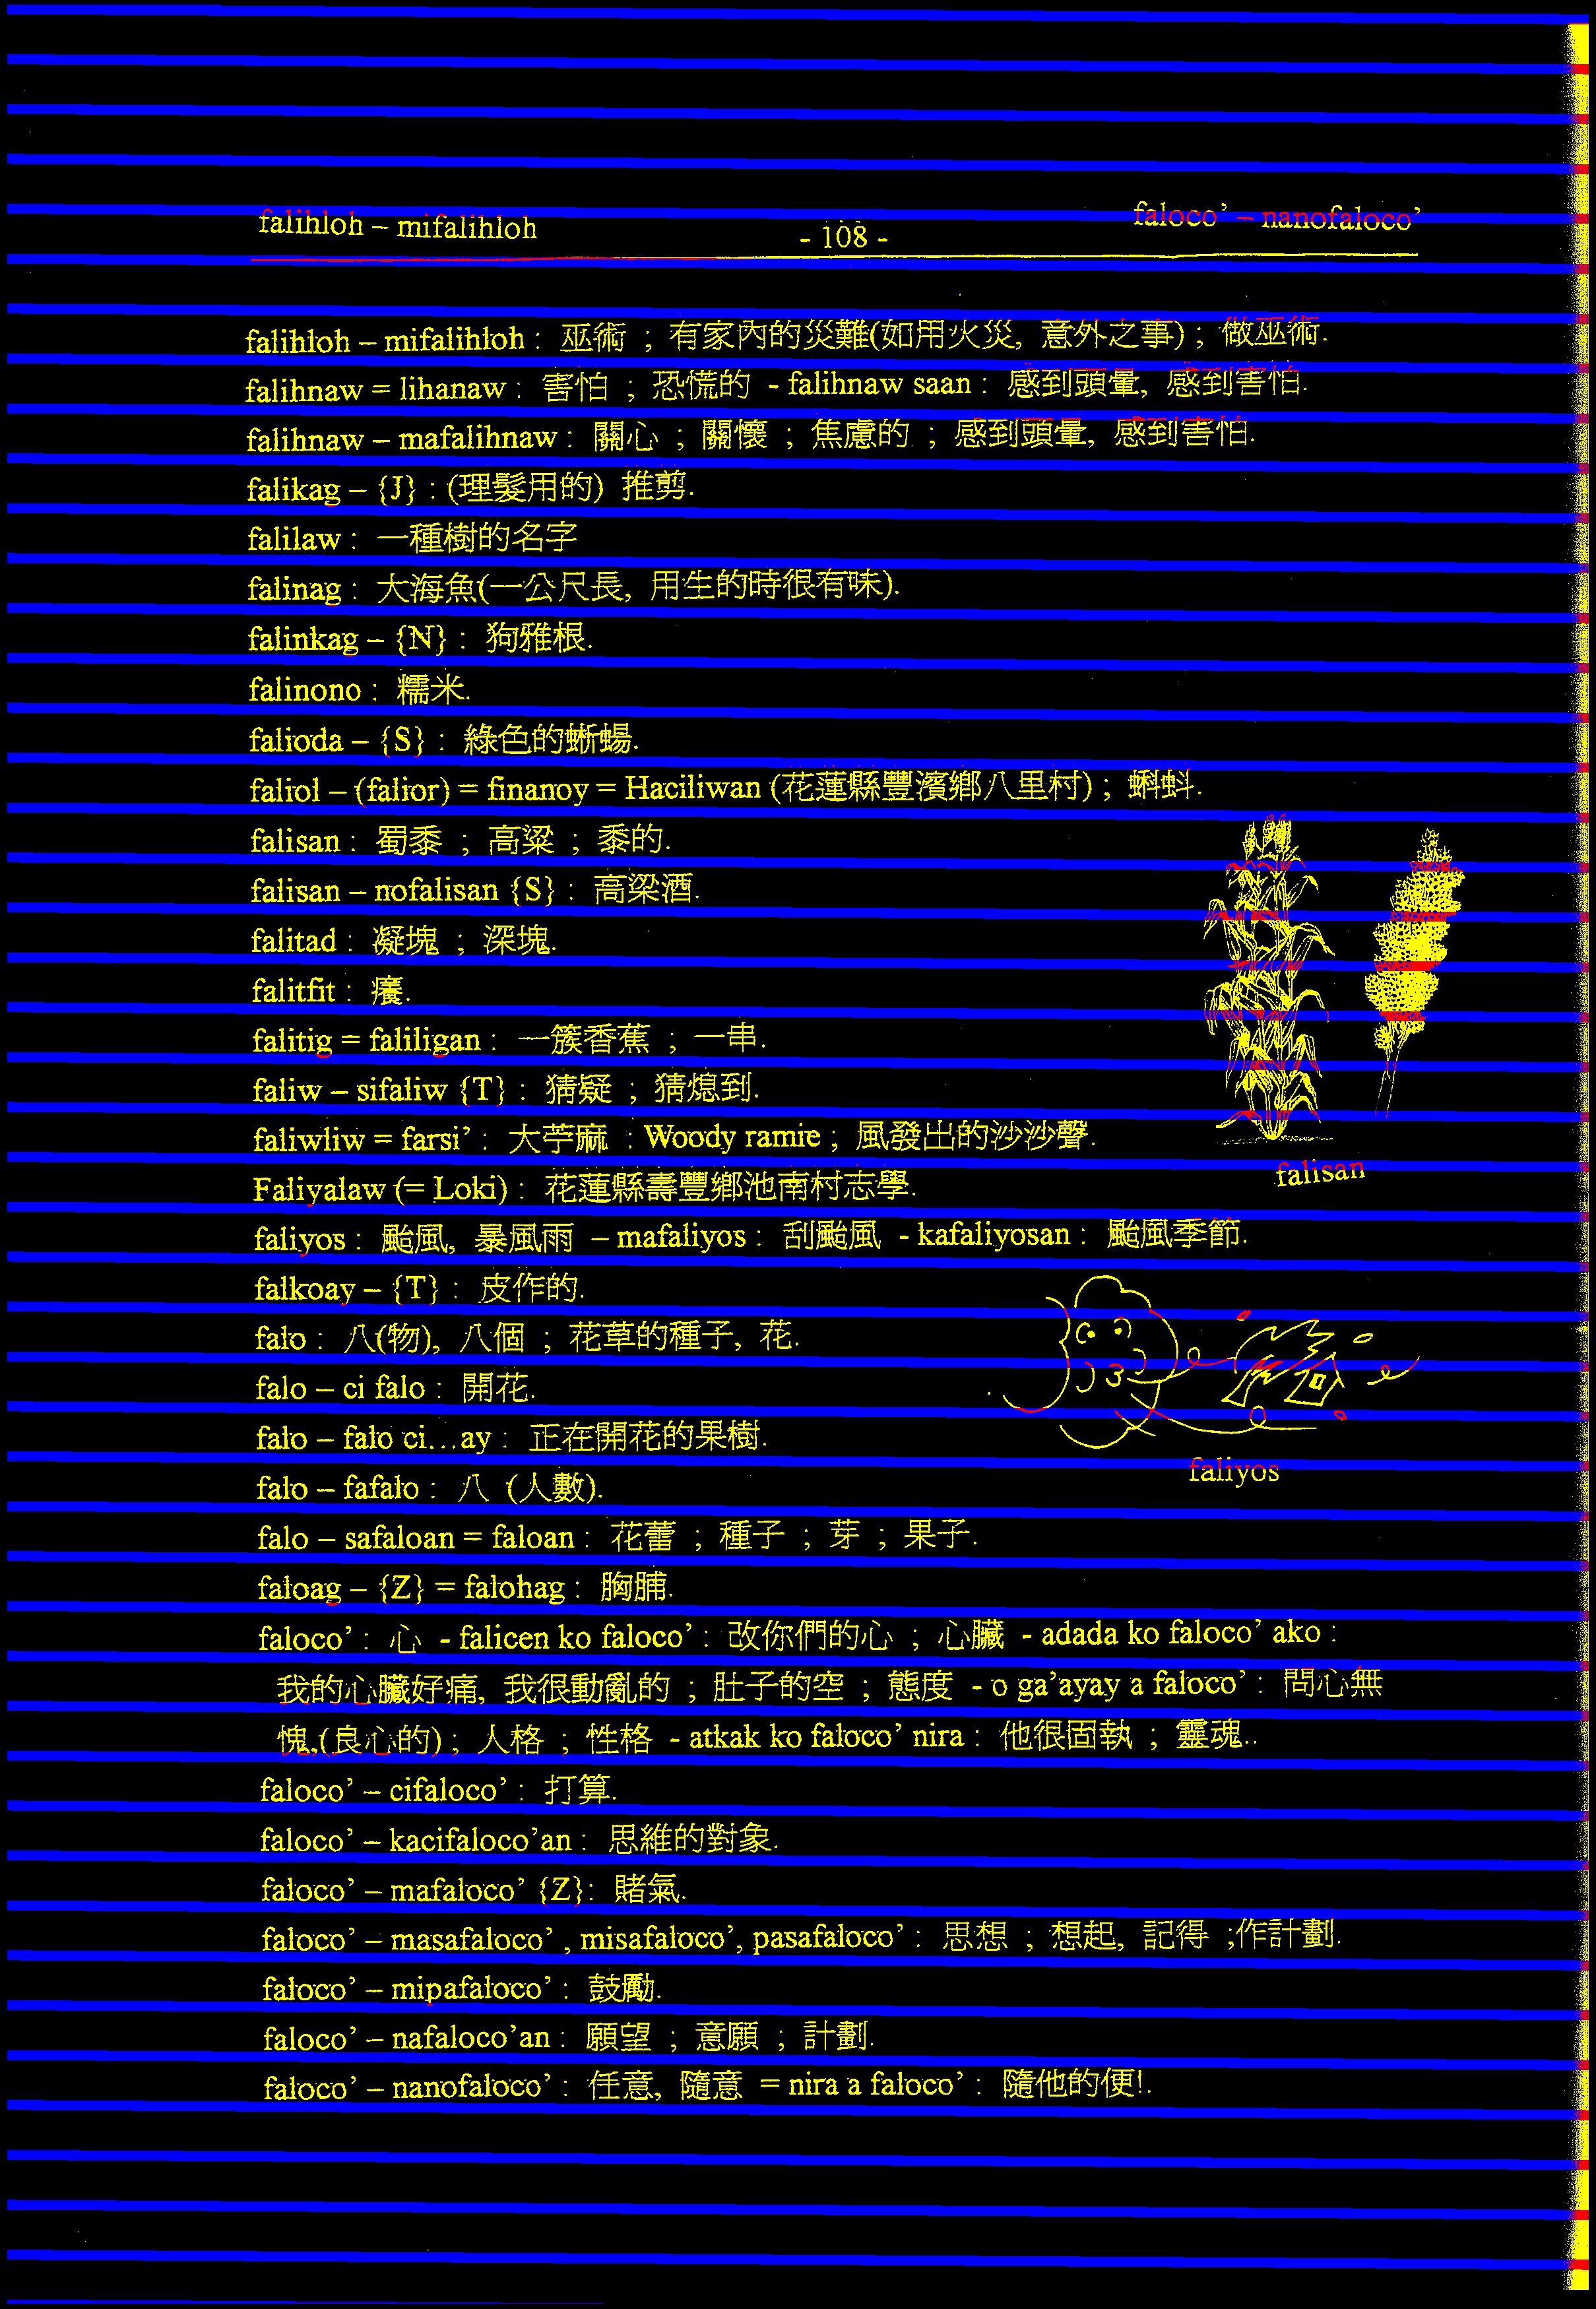 falihloh – mifalihloh - 108 - faloco’ – nanofaloco’
falihloh – mifalihloh : 巫術 ; 有家內的災難(如用火災, 意外之事) ; 做巫術.
falihnaw = lihanaw : 害怕 ; 恐慌的 - falihnaw saan : 感到頭暈, 感到害怕.
falihnaw – mafalihnaw : 關心 ; 關懷 ; 焦慮的 ; 感到頭暈, 感到害怕.
falikag – {J} : (理髮用的) 推剪.
falilaw : 一種樹的名字
falinag : 大海魚(一公尺長, 用生的時很有味).
falinkag – {N} : 狗雅根.
falinono : 糯米.
falioda – {S} : 綠色的蜥蜴.
faliol – (falior) = finanoy = Haciliwan (花蓮縣豐濱鄉八里村) ; 蝌蚪.
falisan : 蜀黍 ; 高粱 ; 黍的.
falisan – nofalisan {S} : 高粱酒.
falitad : 凝塊 ; 深塊.
falitfit : 癢.
falitig = faliligan : 一簇香蕉 ; 一串.
faliw – sifaliw {T} : 猜疑 ; 猜熄到.
faliwliw = farsi’ : 大苧麻 : Woody ramie ; 風發出的沙沙聲.
falisan
Faliyalaw (= Loki) : 花蓮縣壽豐鄉池南村志學.
faliyos : 颱風, 暴風雨 – mafaliyos : 刮颱風 - kafaliyosan : 颱風季節.
falkoay – {T} : 皮作的.
falo : 八(物), 八個 ; 花草的種子, 花.
falo – ci falo : 開花.
falo – falo ci…ay : 正在開花的果樹.
faliyos
falo – fafalo : 八 (人數).
falo – safaloan = faloan : 花蕾 ; 種子 ; 芽 ; 果子.
faloag – {Z} = falohag : 胸脯.
faloco’ : 心 - falicen ko faloco’ : 改你們的心 ; 心臟 - adada ko faloco’ ako :
我的心臟好痛, 我很動亂的 ; 肚子的空 ; 態度 - o ga’ayay a faloco’ : 問心無
愧,(良心的) ; 人格 ; 性格 - atkak ko faloco’ nira : 他很固執 ; 靈魂..
faloco’ – cifaloco’ : 打算.
faloco’ – kacifaloco’an : 思維的對象.
faloco’ – mafaloco’ {Z}: 賭氣.
faloco’ – masafaloco’ , misafaloco’, pasafaloco’ : 思想 ; 想起, 記得 ;作計劃.
faloco’ – mipafaloco’ : 鼓勵.
faloco’ – nafaloco’an : 願望 ; 意願 ; 計劃.
faloco’ – nanofaloco’ : 任意, 隨意 = nira a faloco’ : 隨他的便!.